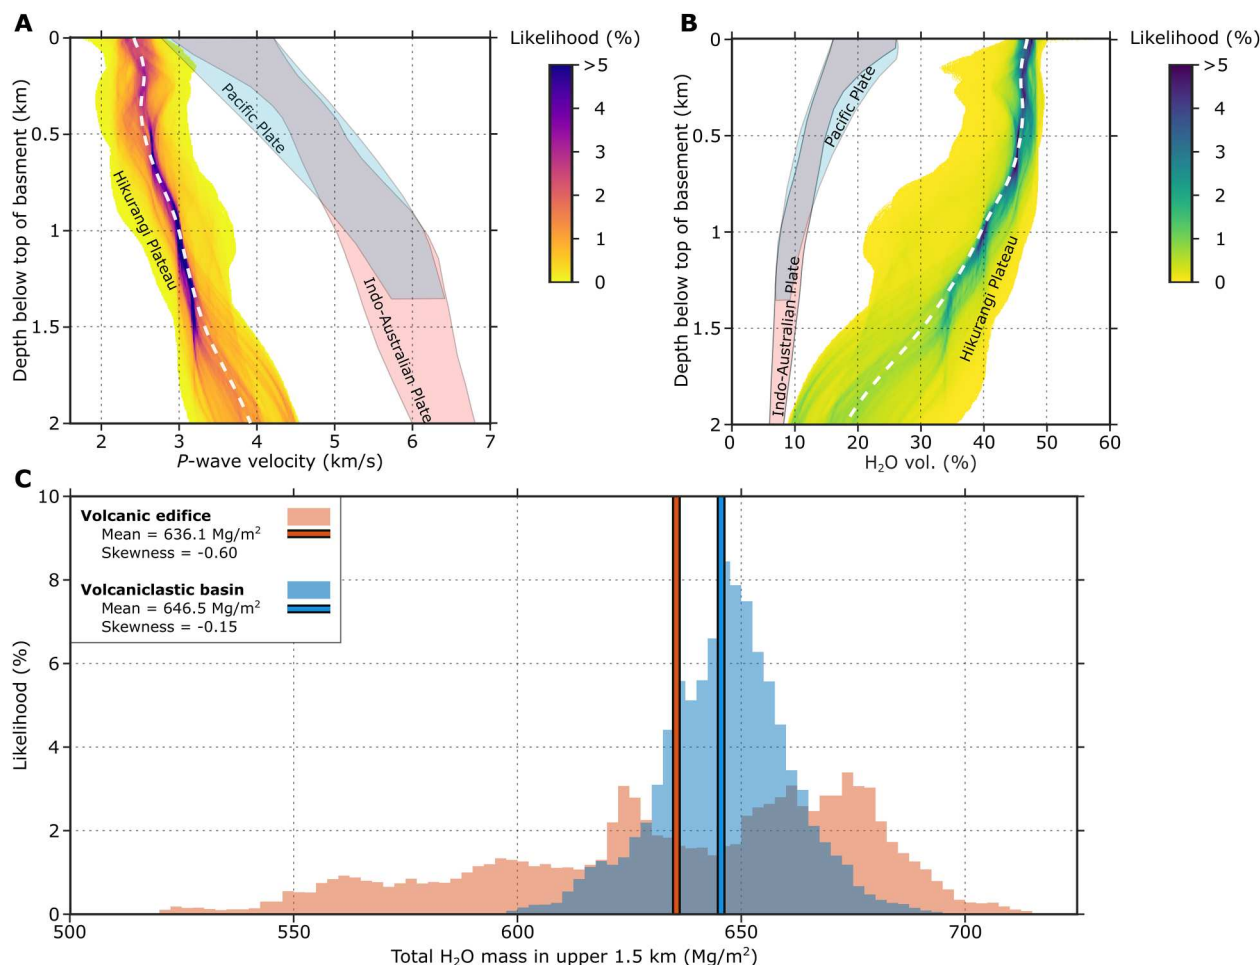 A
Likelihood (%)
0
0.5
1
1.5
2
Depth below top of basment (km)
Pacific Plate
Hikurangi Plateau
Indo-Australian Plate
>5
4
3
2
1
0
2
3
4
5
6
7
P-wave velocity (km/s)
B
Likelihood (%)
0
0.5
1
1.5
2
Depth below top of basement (km)
Pacific Plate
Indo-Australian Plate
Hikurangi Plateau
>5
4
3
2
1
0
0
10
20
30
40
50
60
H₂O vol. (%)
C
10
8
6
4
2
0
Likelihood (%)
Volcanic edifice
Mean = 636.1 Mg/m²
Skewness = -0.60
Volcaniclastic basin
Mean = 646.5 Mg/m²
Skewness = -0.15
500
550
600
650
700
Total H₂O mass in upper 1.5 km (Mg/m²)